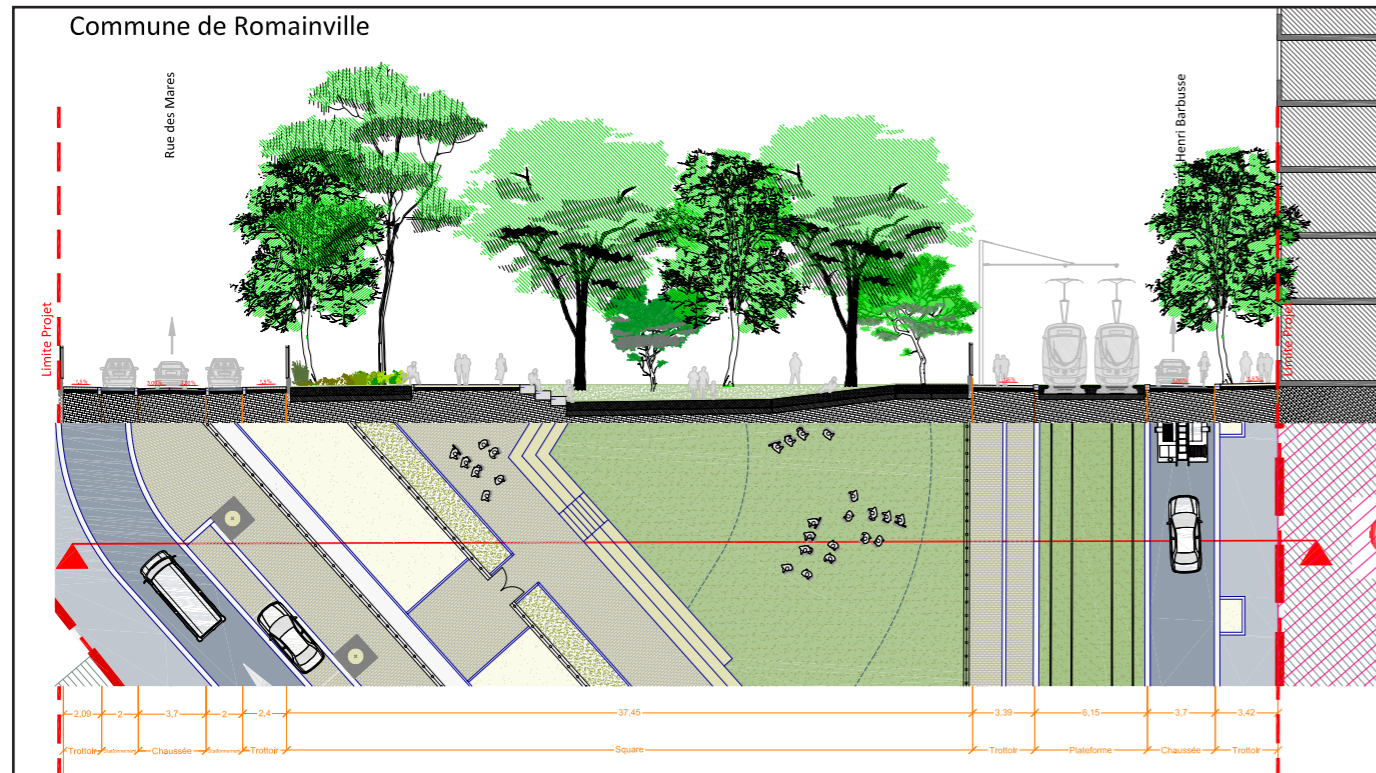 Commune de Romainville
Rue des Mares
Henri Barbusse
Limite Projet
Limite Projet
2,09 2 3,7 2 2,4 37,45 3,39 6,15 3,7 3,42
Trottoir Chaussée Trottoir Square Trottoir Plateforme Chaussée Trottoir